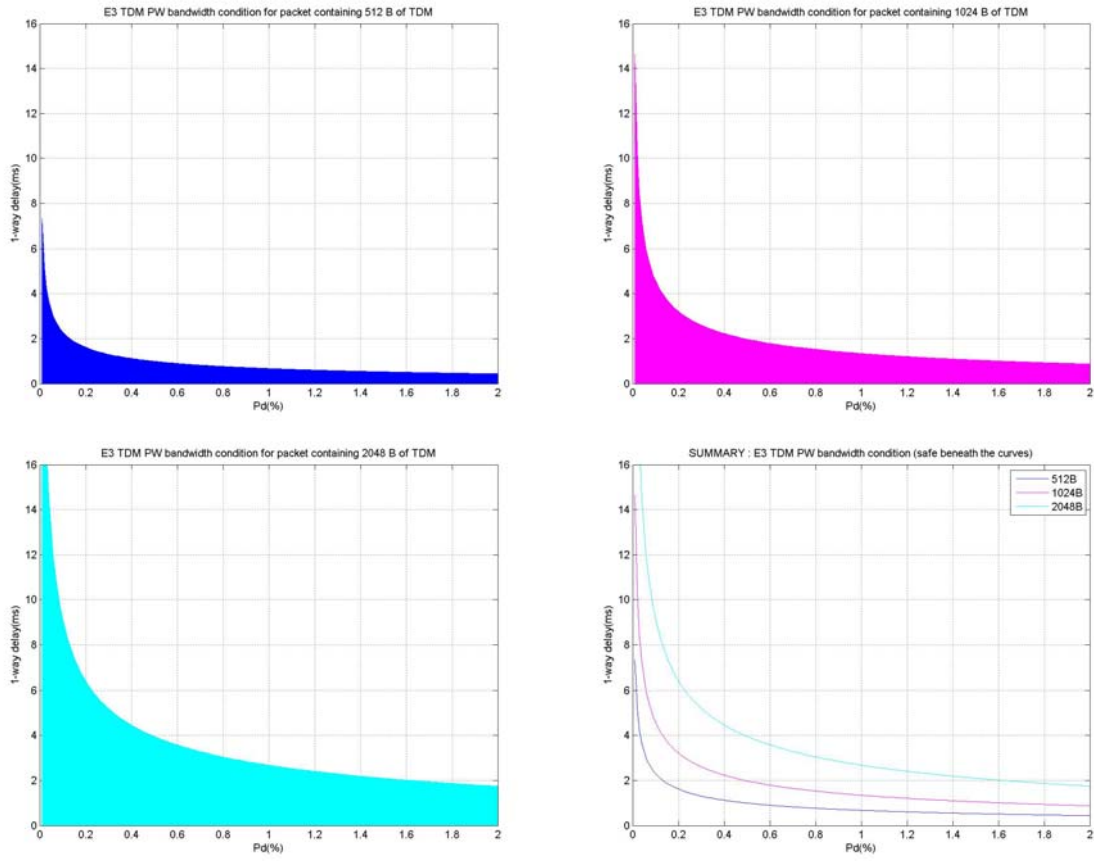 E3 TDM PW bandwidth condition for packet containing 512 B of TDM
16
14
12
10
8
6
4
2
0
1-way delay(ms)
0 0.2 0.4 0.6 0.8 1 1.2 1.4 1.6 1.8 2
Pd(%)
E3 TDM PW bandwidth condition for packet containing 1024 B of TDM
16
14
12
10
8
6
4
2
0
1-way delay(ms)
0 0.2 0.4 0.6 0.8 1 1.2 1.4 1.6 1.8 2
Pd(%)
E3 TDM PW bandwidth condition for packet containing 2048 B of TDM
16
14
12
10
8
6
4
2
0
1-way delay(ms)
0 0.2 0.4 0.6 0.8 1 1.2 1.4 1.6 1.8 2
Pd(%)
SUMMARY : E3 TDM PW bandwidth condition (safe beneath the curves)
512B
1024B
2048B
16
14
12
10
8
6
4
2
0
1-way delay(ms)
0 0.2 0.4 0.6 0.8 1 1.2 1.4 1.6 1.8 2
Pd(%)